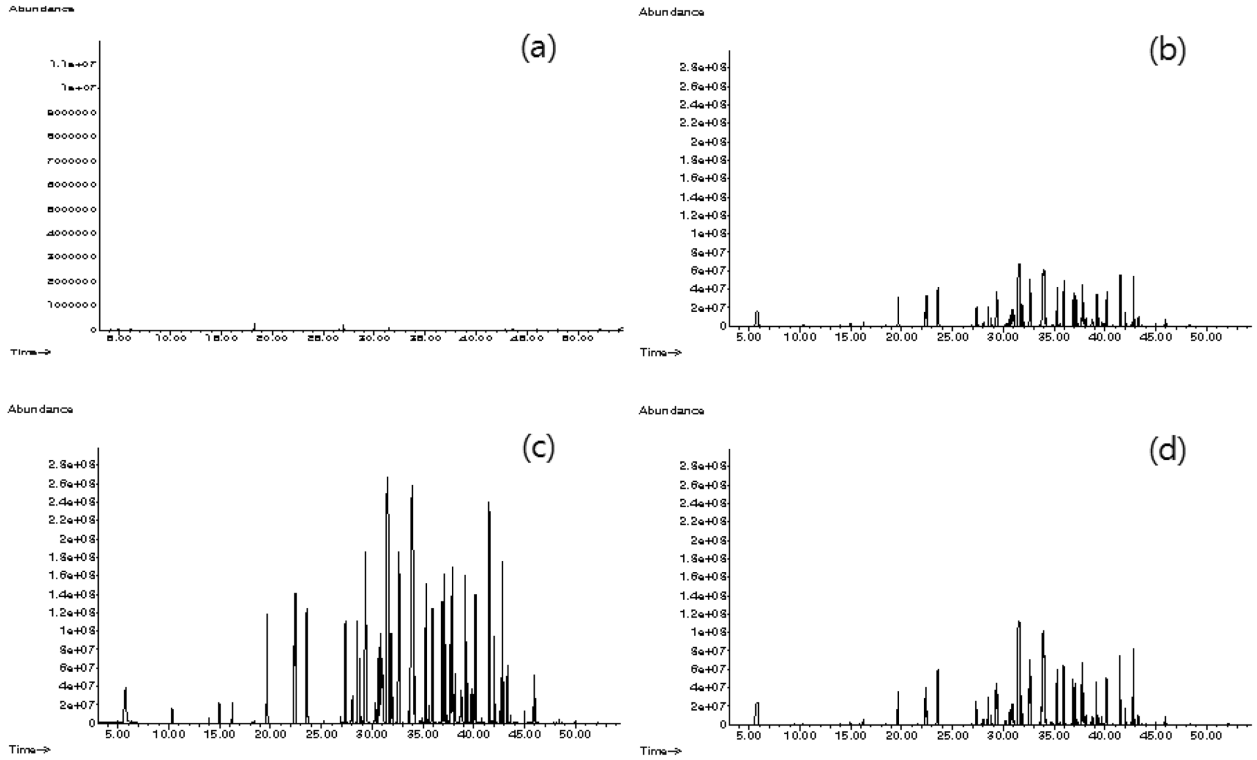 Abundance
(a)
1.1e+07
1e+07
9000000
8000000
7000000
6000000
5000000
4000000
3000000
2000000
1000000
0
5.00 10.00 15.00 20.00 25.00 30.00 35.00 40.00 45.00 50.00
Time-->
Abundance
(b)
2.8e+08
2.6e+08
2.4e+08
2.2e+08
2e+08
1.8e+08
1.6e+08
1.4e+08
1.2e+08
1e+08
8e+07
6e+07
4e+07
2e+07
0
5.00 10.00 15.00 20.00 25.00 30.00 35.00 40.00 45.00 50.00
Time-->
Abundance
(c)
2.8e+08
2.6e+08
2.4e+08
2.2e+08
2e+08
1.8e+08
1.6e+08
1.4e+08
1.2e+08
1e+08
8e+07
6e+07
4e+07
2e+07
0
5.00 10.00 15.00 20.00 25.00 30.00 35.00 40.00 45.00 50.00
Time-->
Abundance
(d)
2.8e+08
2.6e+08
2.4e+08
2.2e+08
2e+08
1.8e+08
1.6e+08
1.4e+08
1.2e+08
1e+08
8e+07
6e+07
4e+07
2e+07
0
5.00 10.00 15.00 20.00 25.00 30.00 35.00 40.00 45.00 50.00
Time-->